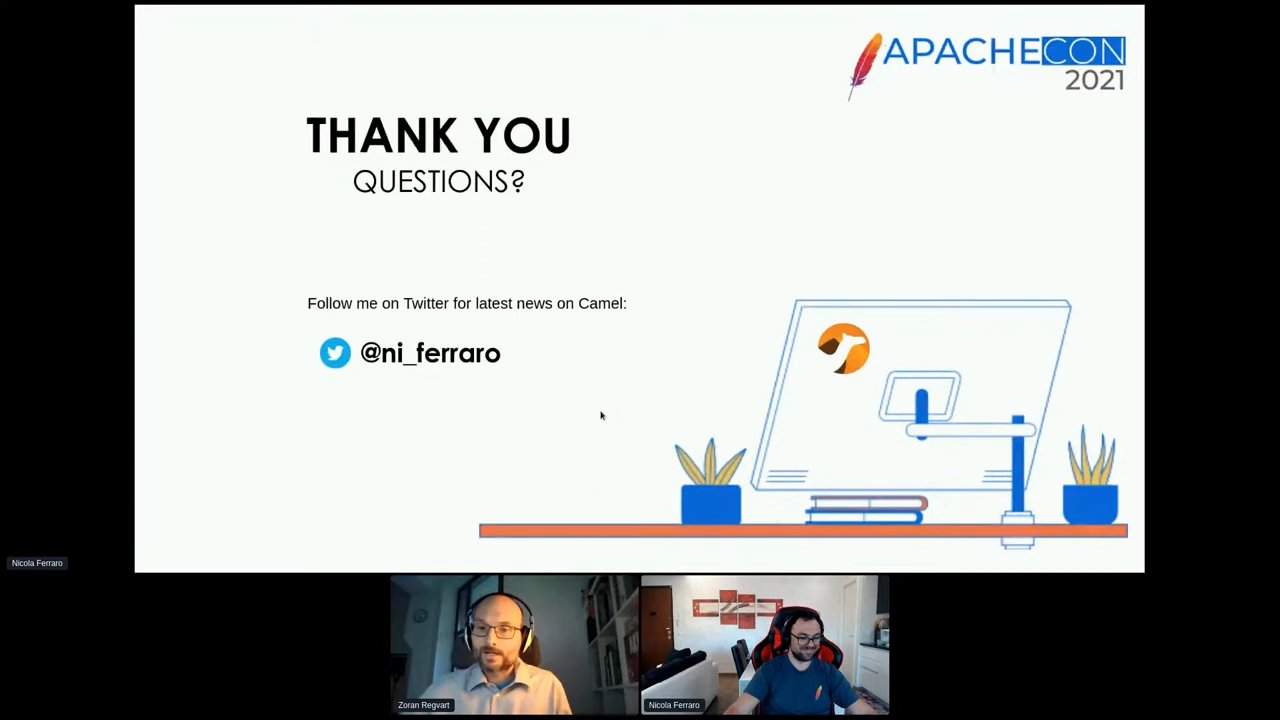 APACHECON
2021
THANK YOU
QUESTIONS?
Follow me on Twitter for latest news on Camel:
@ni_ferraro
Nicola Ferraro
Zoran Regvart
Nicola Ferraro